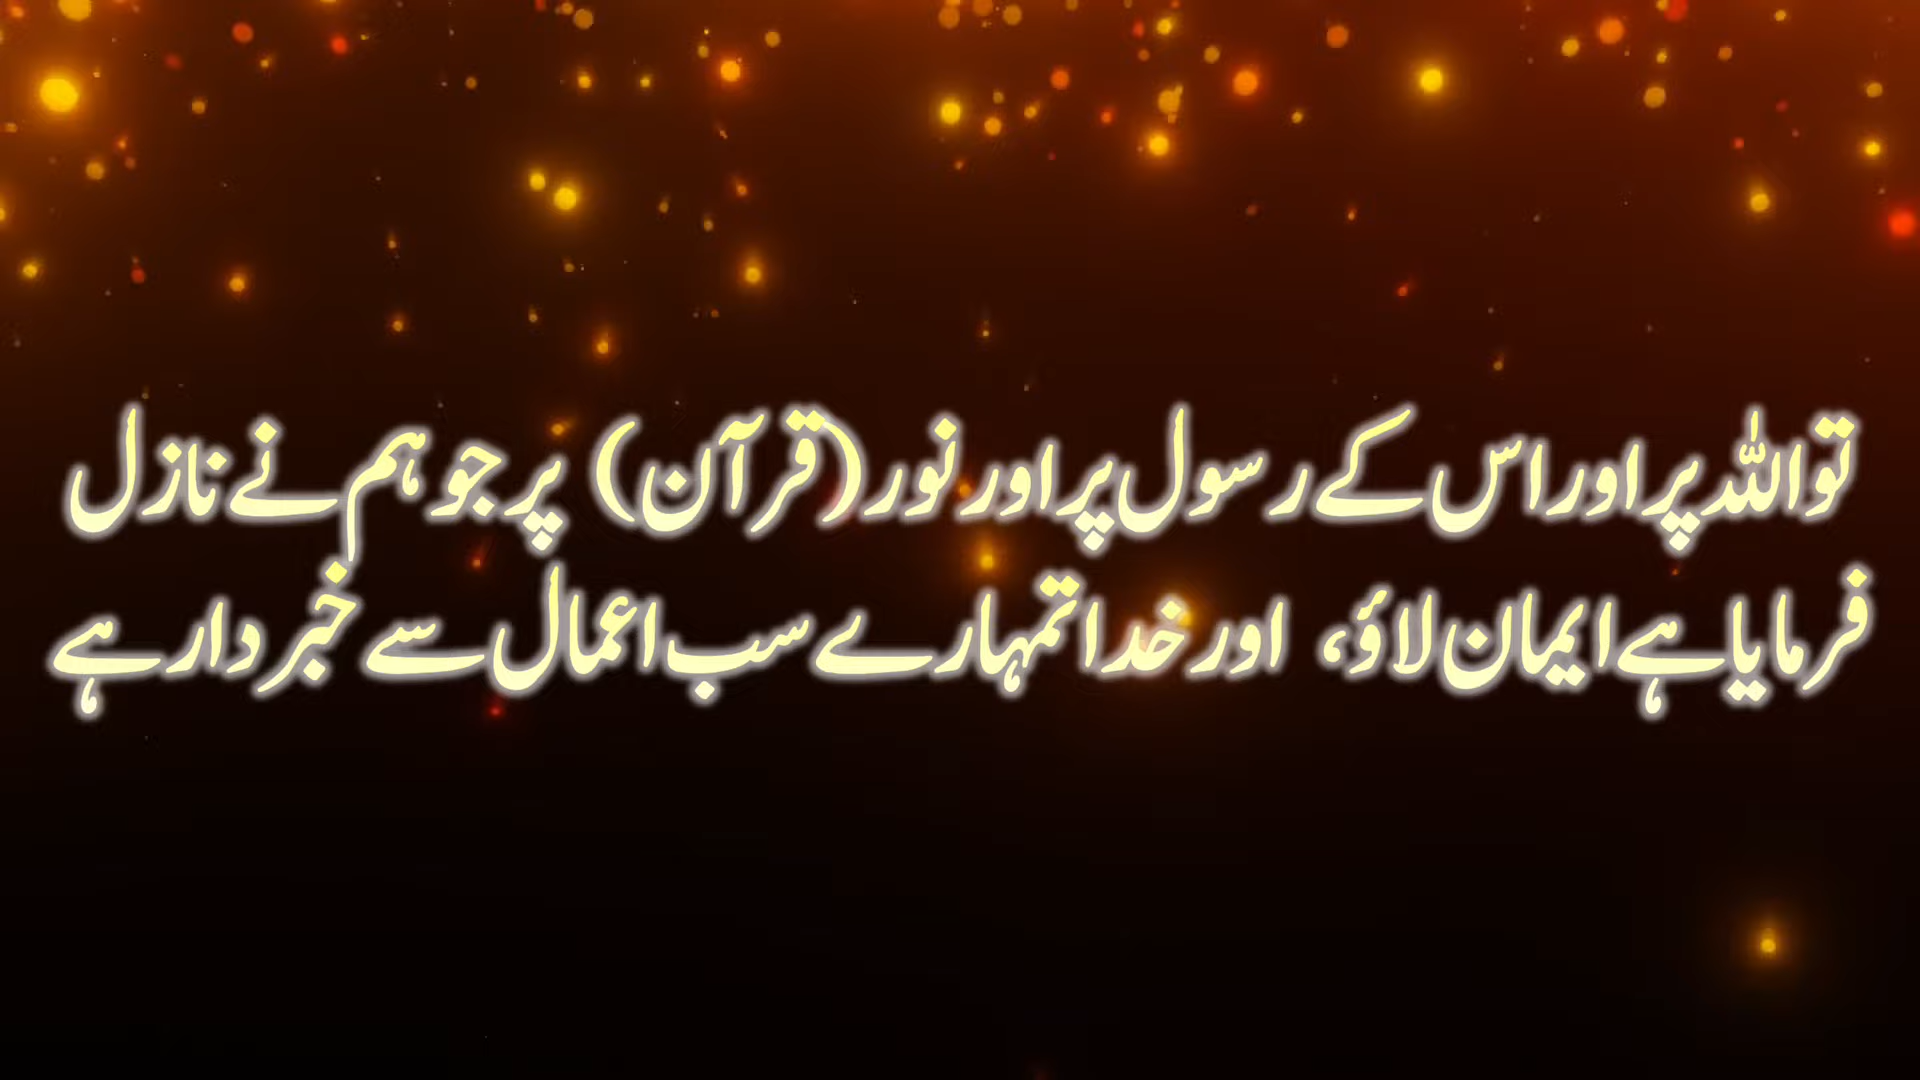 تو اللہ پر اور اس کے رسول پر اور نور (قرآن) پر جو ہم نے نازل
فرمایا ہے ایمان لاؤ، اور خدا تمہارے سب اعمال سے خبردار ہے